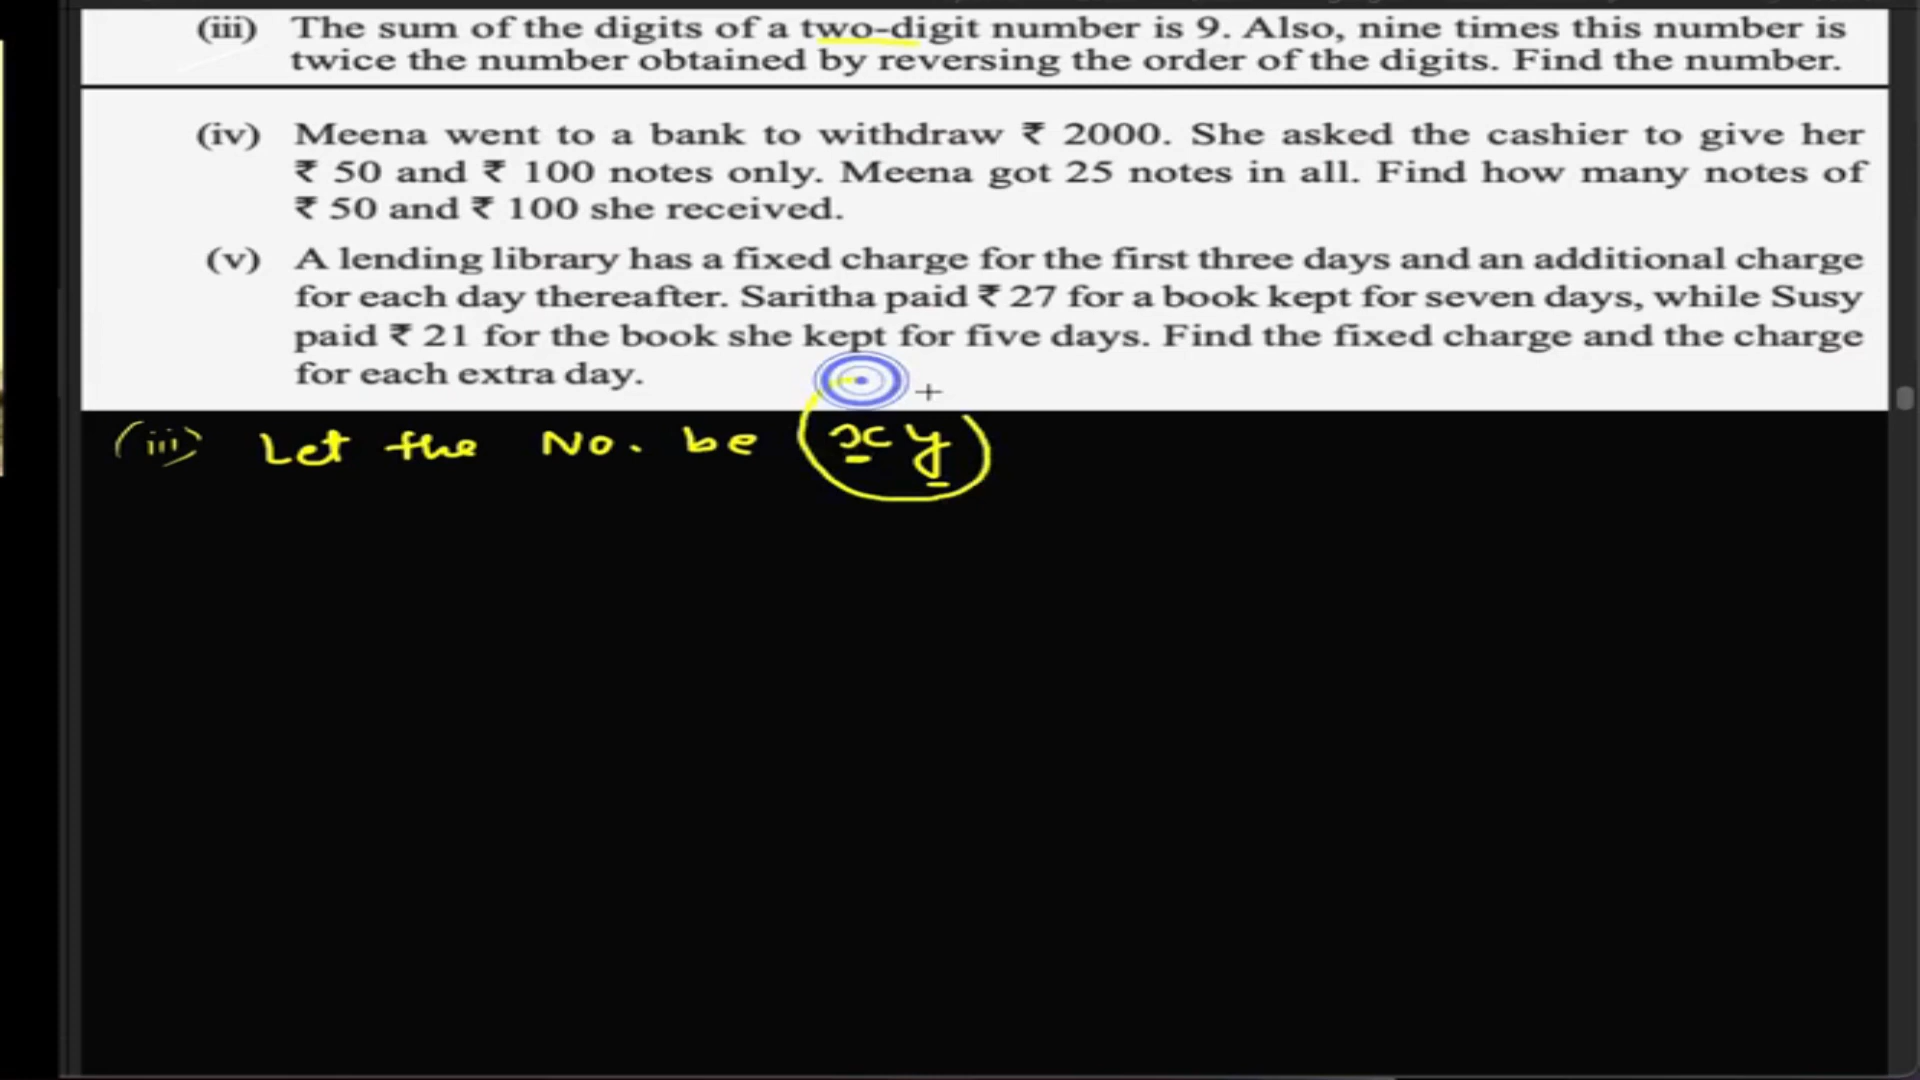 (iii) The sum of the digits of a two-digit number is 9. Also, nine times this number is
twice the number obtained by reversing the order of the digits. Find the number.
(iv) Meena went to a bank to withdraw ₹ 2000. She asked the cashier to give her
₹ 50 and ₹ 100 notes only. Meena got 25 notes in all. Find how many notes of
₹ 50 and ₹ 100 she received.
(v) A lending library has a fixed charge for the first three days and an additional charge
for each day thereafter. Saritha paid ₹ 27 for a book kept for seven days, while Susy
paid ₹ 21 for the book she kept for five days. Find the fixed charge and the charge
for each extra day.
(iii) Let the No. be x y